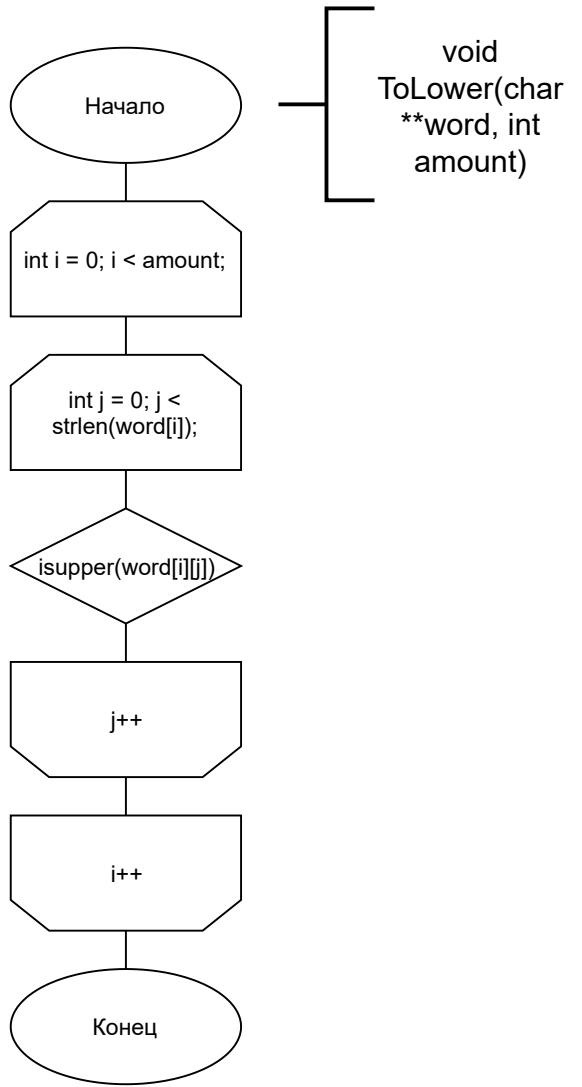 void
ToLower(char
**word, int
amount)
Начало
int i = 0; i < amount;
int j = 0; j <
strlen(word[i]);
isupper(word[i][j])
j++
i++
Конец